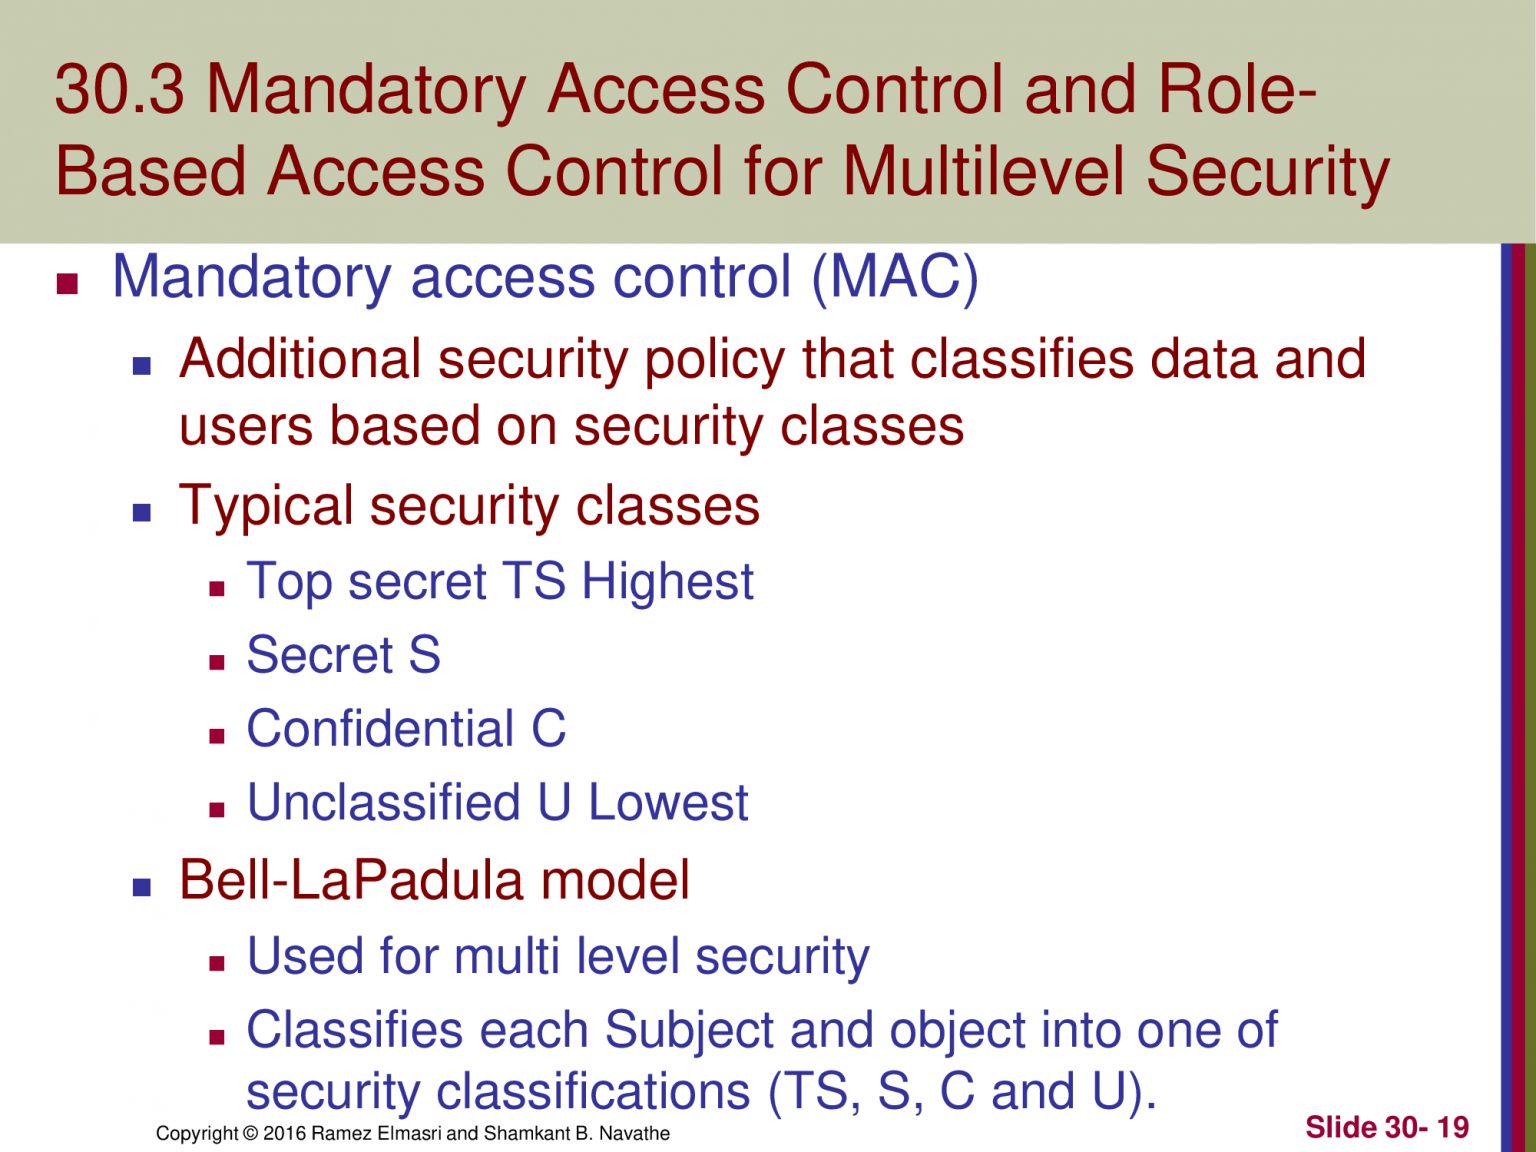 30.3 Mandatory Access Control and Role-
Based Access Control for Multilevel Security
Mandatory access control (MAC)
Additional security policy that classifies data and
users based on security classes
Typical security classes
Top secret TS Highest
Secret S
Confidential C
Unclassified U Lowest
Bell-LaPadula model
Used for multi level security
Classifies each Subject and object into one of
security classifications (TS, S, C and U).
Copyright © 2016 Ramez Elmasri and Shamkant B. Navathe
Slide 30- 19